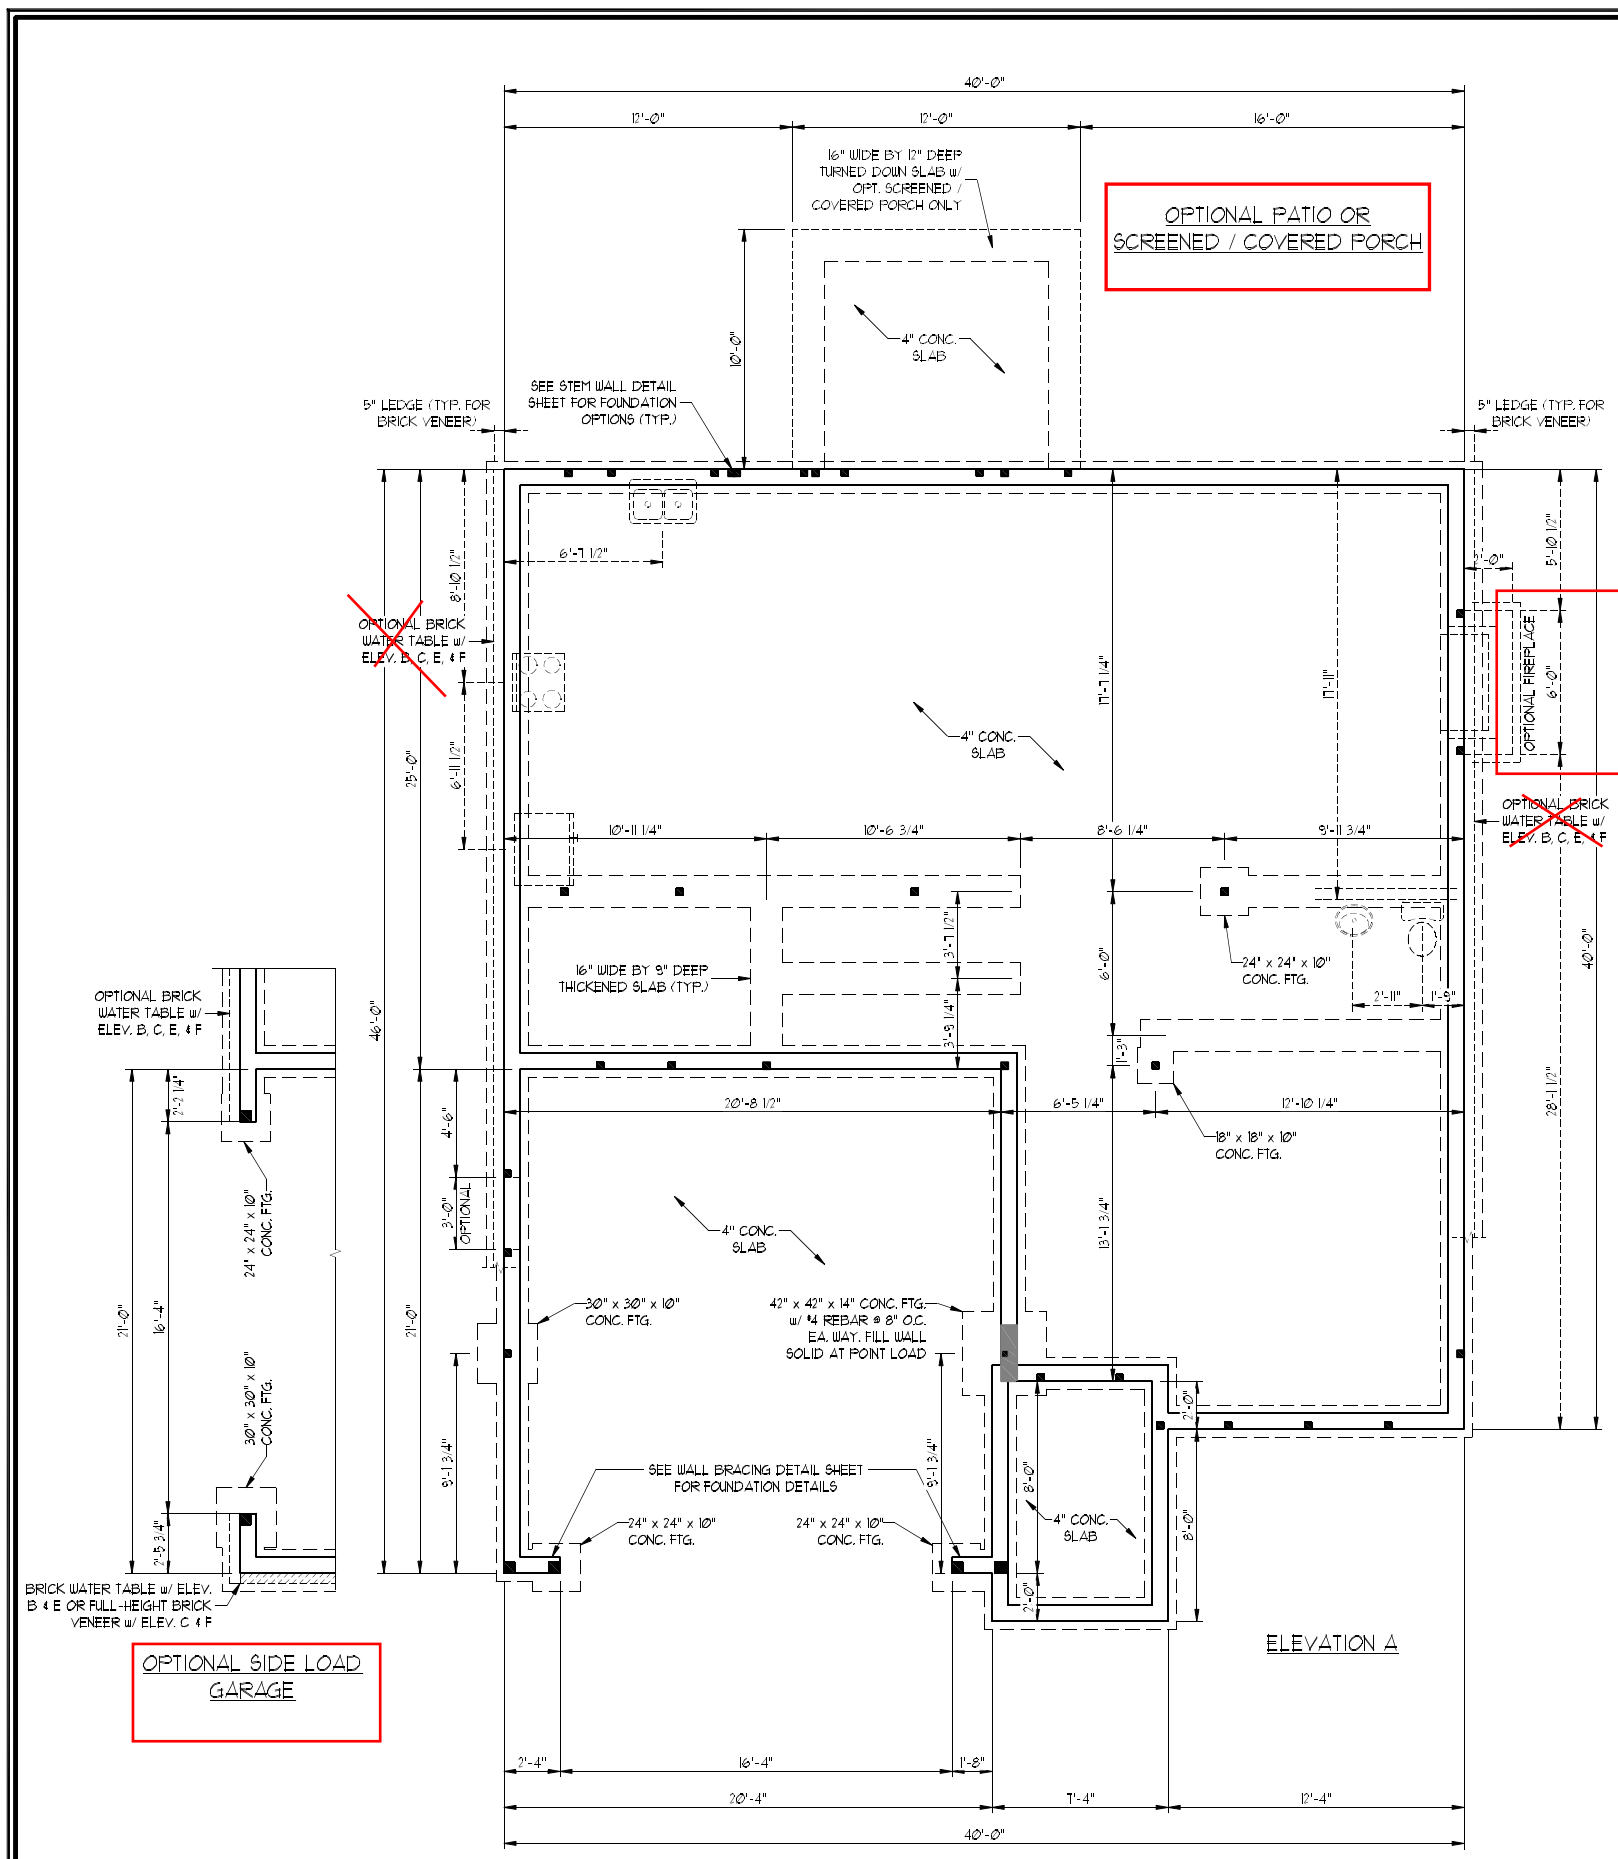 40'-0"
12'-0"
12'-0"
16'-0"
16" WIDE BY 12" DEEP
TURNED DOWN SLAB w/
OPT. SCREENED /
COVERED PORCH ONLY
OPTIONAL PATIO OR
SCREENED / COVERED PORCH
10'-0"
4" CONC.
SLAB
SEE STEM WALL DETAIL
SHEET FOR FOUNDATION
OPTIONS (TYP.)
5" LEDGE (TYP. FOR
BRICK VENEER)
5" LEDGE (TYP. FOR
BRICK VENEER)
6'-7 1/2"
8'-10 1/2"
5'-10 1/2"
2'-0"
OPTIONAL BRICK
WATER TABLE w/
ELEV. B, C, E, & F
OPTIONAL FIREPLACE
6'-0"
17'-7 1/4"
17'-11"
6'-11 1/2"
25'-0"
4" CONC.
SLAB
OPTIONAL BRICK
WATER TABLE w/
ELEV. B, C, E, & F
10'-11 1/4"
10'-6 3/4"
8'-6 1/4"
9'-11 3/4"
3'-7 1/2"
6'-0"
40'-0"
16" WIDE BY 8" DEEP
THICKENED SLAB (TYP.)
24" x 24" x 10"
CONC. FTG.
2'-11"
1'-9"
OPTIONAL BRICK
WATER TABLE w/
ELEV. B, C, E, & F
46'-0"
3'-8 1/4"
1'-3"
2'-2 1/4"
20'-8 1/2"
6'-5 1/4"
12'-10 1/4"
28'-1 1/2"
4'-6"
18" x 18" x 10"
CONC. FTG.
24" x 24" x 10"
CONC. FTG.
3'-0"
OPTIONAL
4" CONC.
SLAB
13'-1 3/4"
21'-0"
16'-4"
21'-0"
30" x 30" x 10"
CONC. FTG.
42" x 42" x 14" CONC. FTG.
w/ #4 REBAR @ 8" O.C.
EA. WAY. FILL WALL
SOLID AT POINT LOAD
30" x 30" x 10"
CONC. FTG.
2'-0"
9'-1 3/4"
9'-1 3/4"
SEE WALL BRACING DETAIL SHEET
FOR FOUNDATION DETAILS
8'-0"
24" x 24" x 10"
CONC. FTG.
24" x 24" x 10"
CONC. FTG.
4" CONC.
SLAB
8'-0"
2'-5 3/4"
2'-0"
BRICK WATER TABLE w/ ELEV.
B & E OR FULL-HEIGHT BRICK
VENEER w/ ELEV. C & F
OPTIONAL SIDE LOAD
GARAGE
ELEVATION A
2'-4"
16'-4"
1'-8"
20'-4"
7'-4"
12'-4"
40'-0"